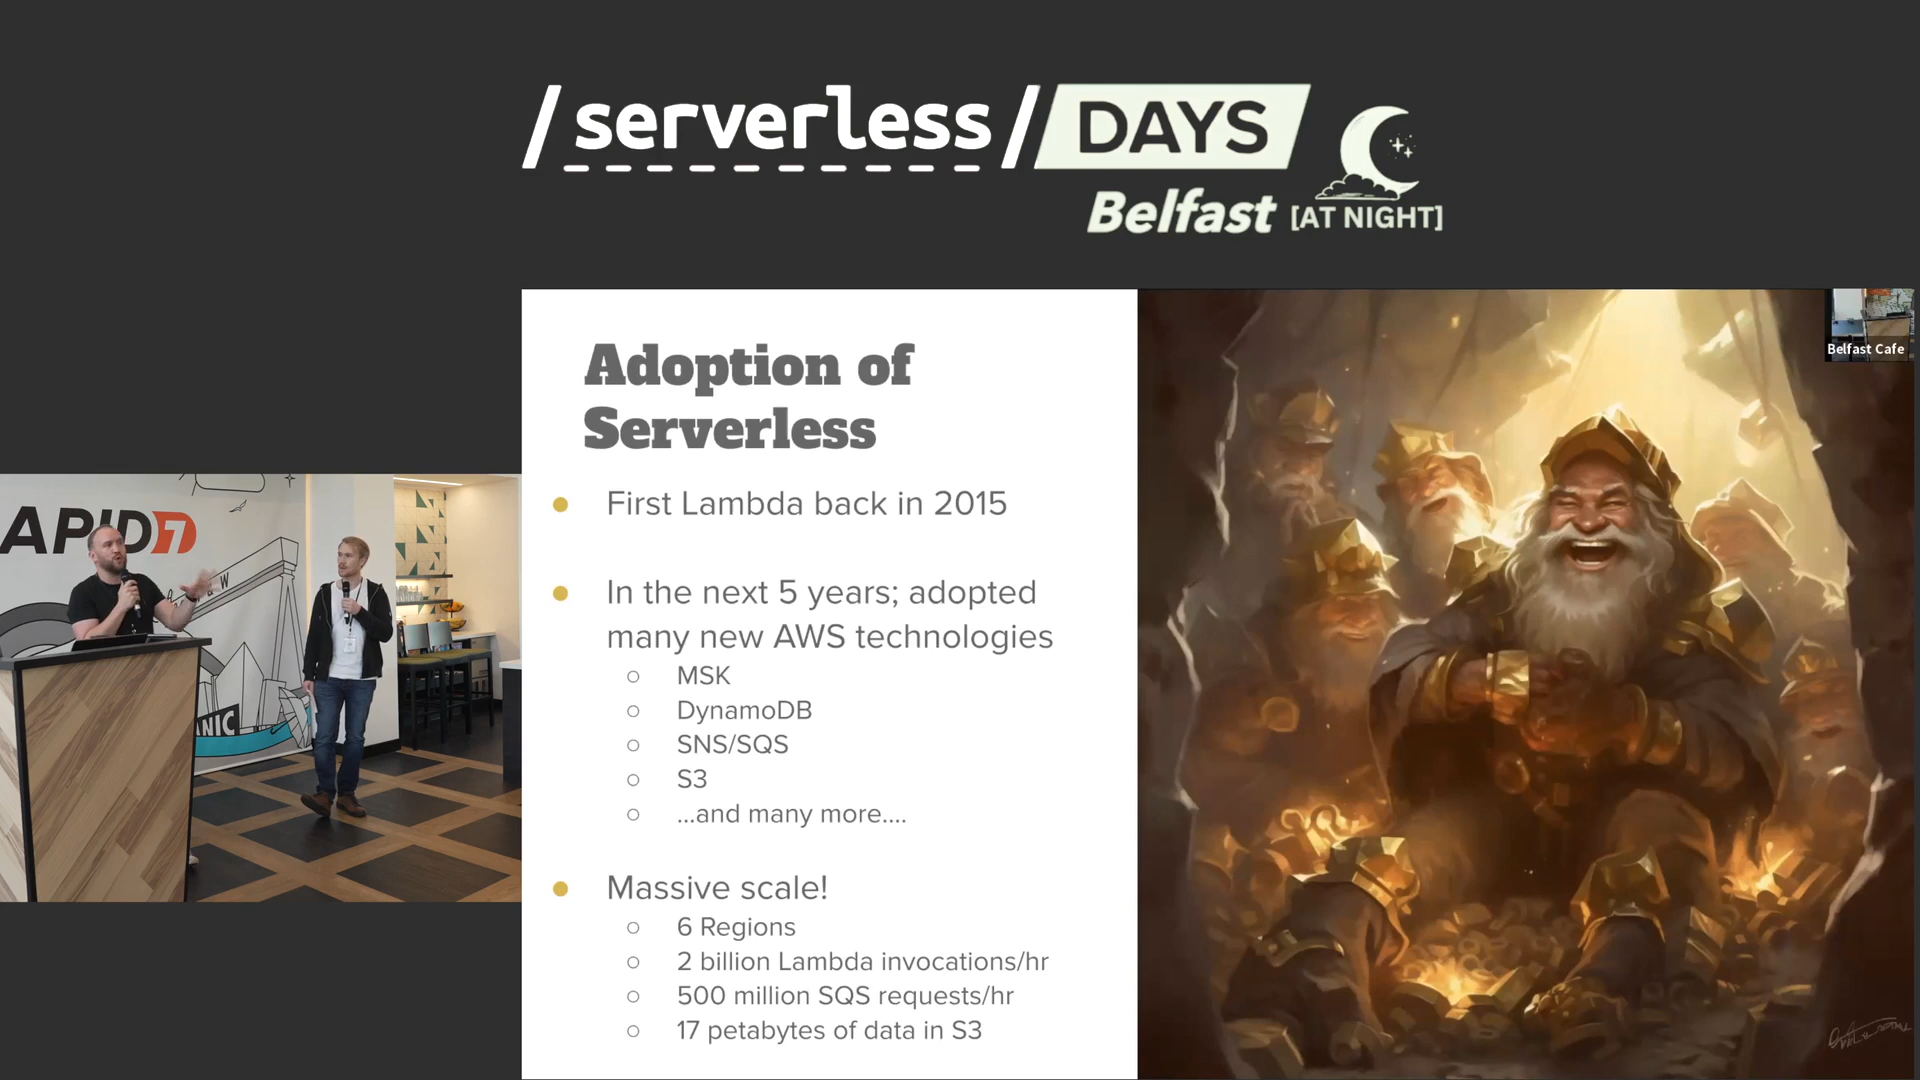 /serverless/DAYS
Belfast [AT NIGHT]
Adoption of
Serverless
First Lambda back in 2015
In the next 5 years; adopted
many new AWS technologies
MSK
DynamoDB
SNS/SQS
S3
...and many more....
Massive scale!
6 Regions
2 billion Lambda invocations/hr
500 million SQS requests/hr
17 petabytes of data in S3
Belfast Cafe
APID7
W
ANIC